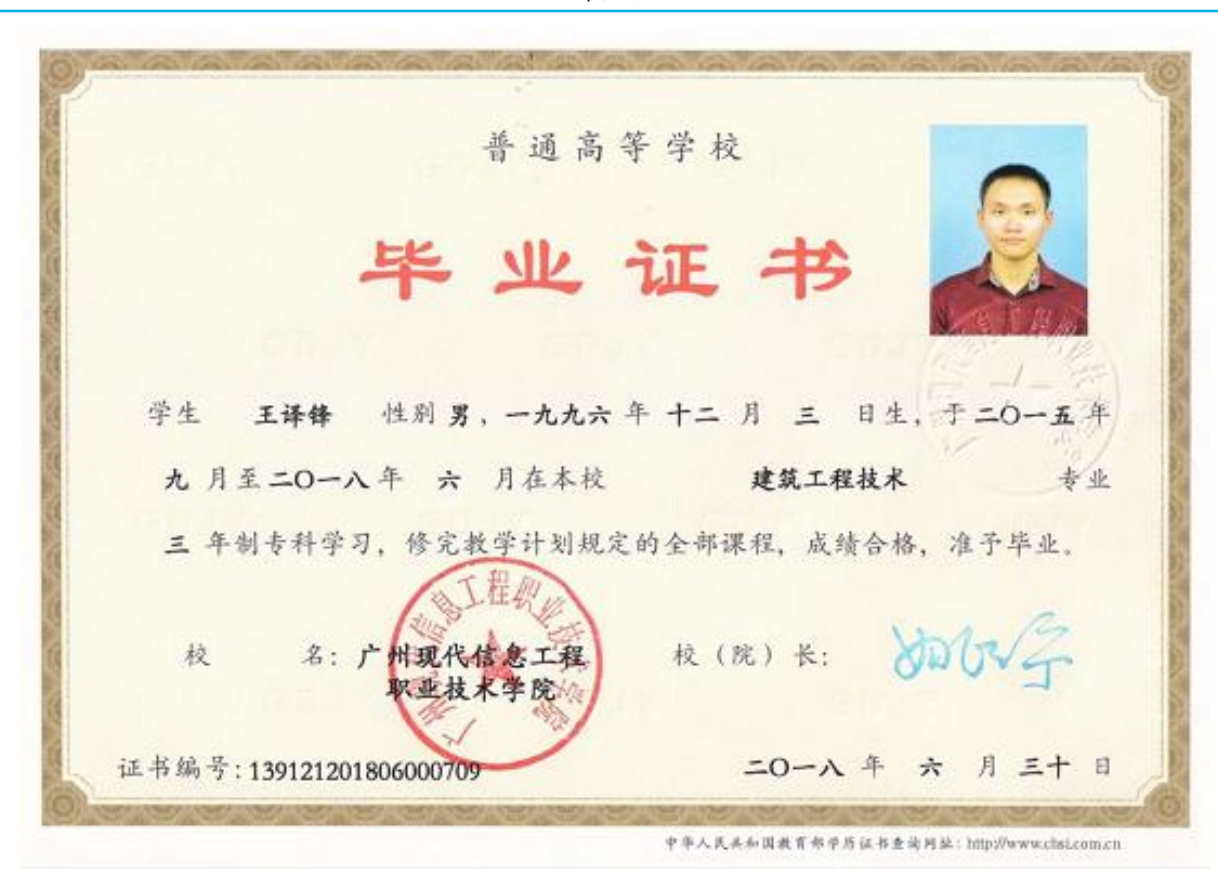 普通高等学校
毕业证书
学生 王译锋 性别 男，一九九六 年 十二 月 三 日生，于 二〇一五 年
九 月至 二〇一八 年 六 月在本校 建筑工程技术 专业
三 年制专科学习，修完教学计划规定的全部课程，成绩合格，准予毕业。
校 名：广州现代信息工程 校（院）长：
职业技术学院
证书编号：139121201806000709 二〇一八 年 六 月 三十 日
中华人民共和国教育部学历证书查询网址：http://www.chsi.com.cn